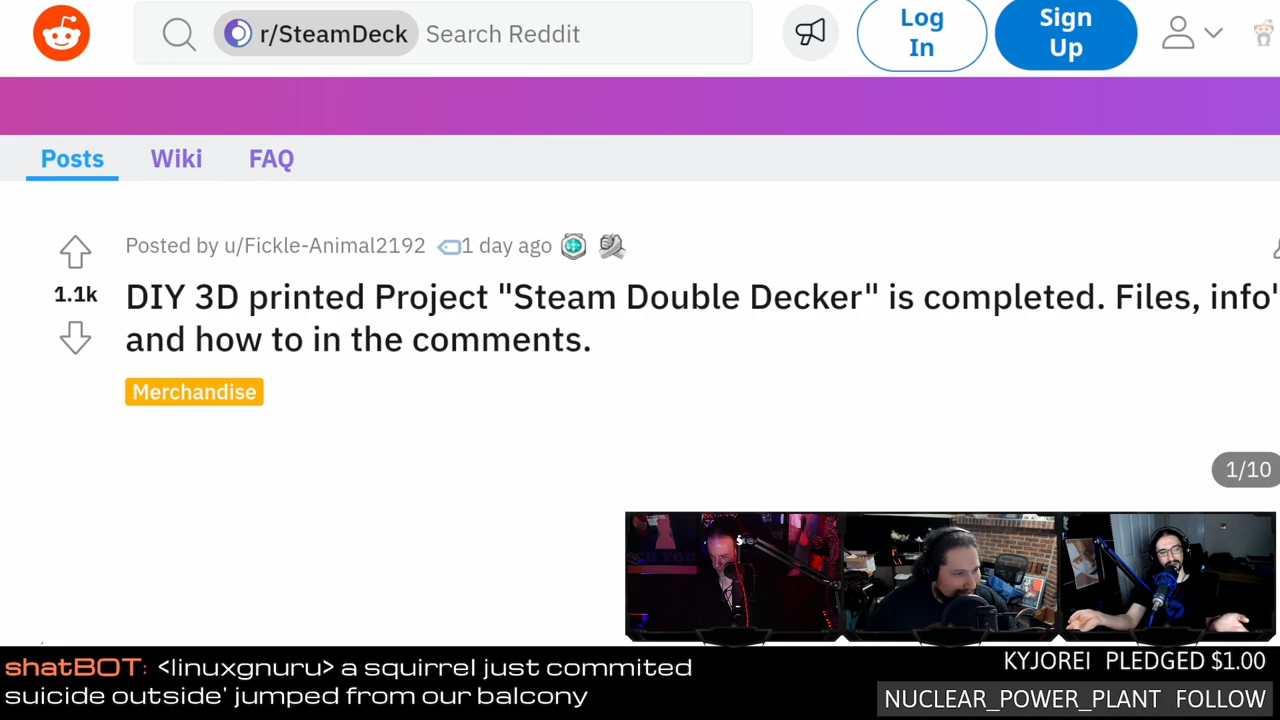 r/SteamDeck Search Reddit
Log In
Sign Up
Posts Wiki FAQ
Posted by u/Fickle-Animal2192 1 day ago
1.1k
DIY 3D printed Project "Steam Double Decker" is completed. Files, info'
and how to in the comments.
Merchandise
1/10
shatBOT: <linuxgnuru> a squirrel just commited
suicide outside' jumped from our balcony
KYJOREI PLEDGED $1.00
NUCLEAR_POWER_PLANT FOLLOW